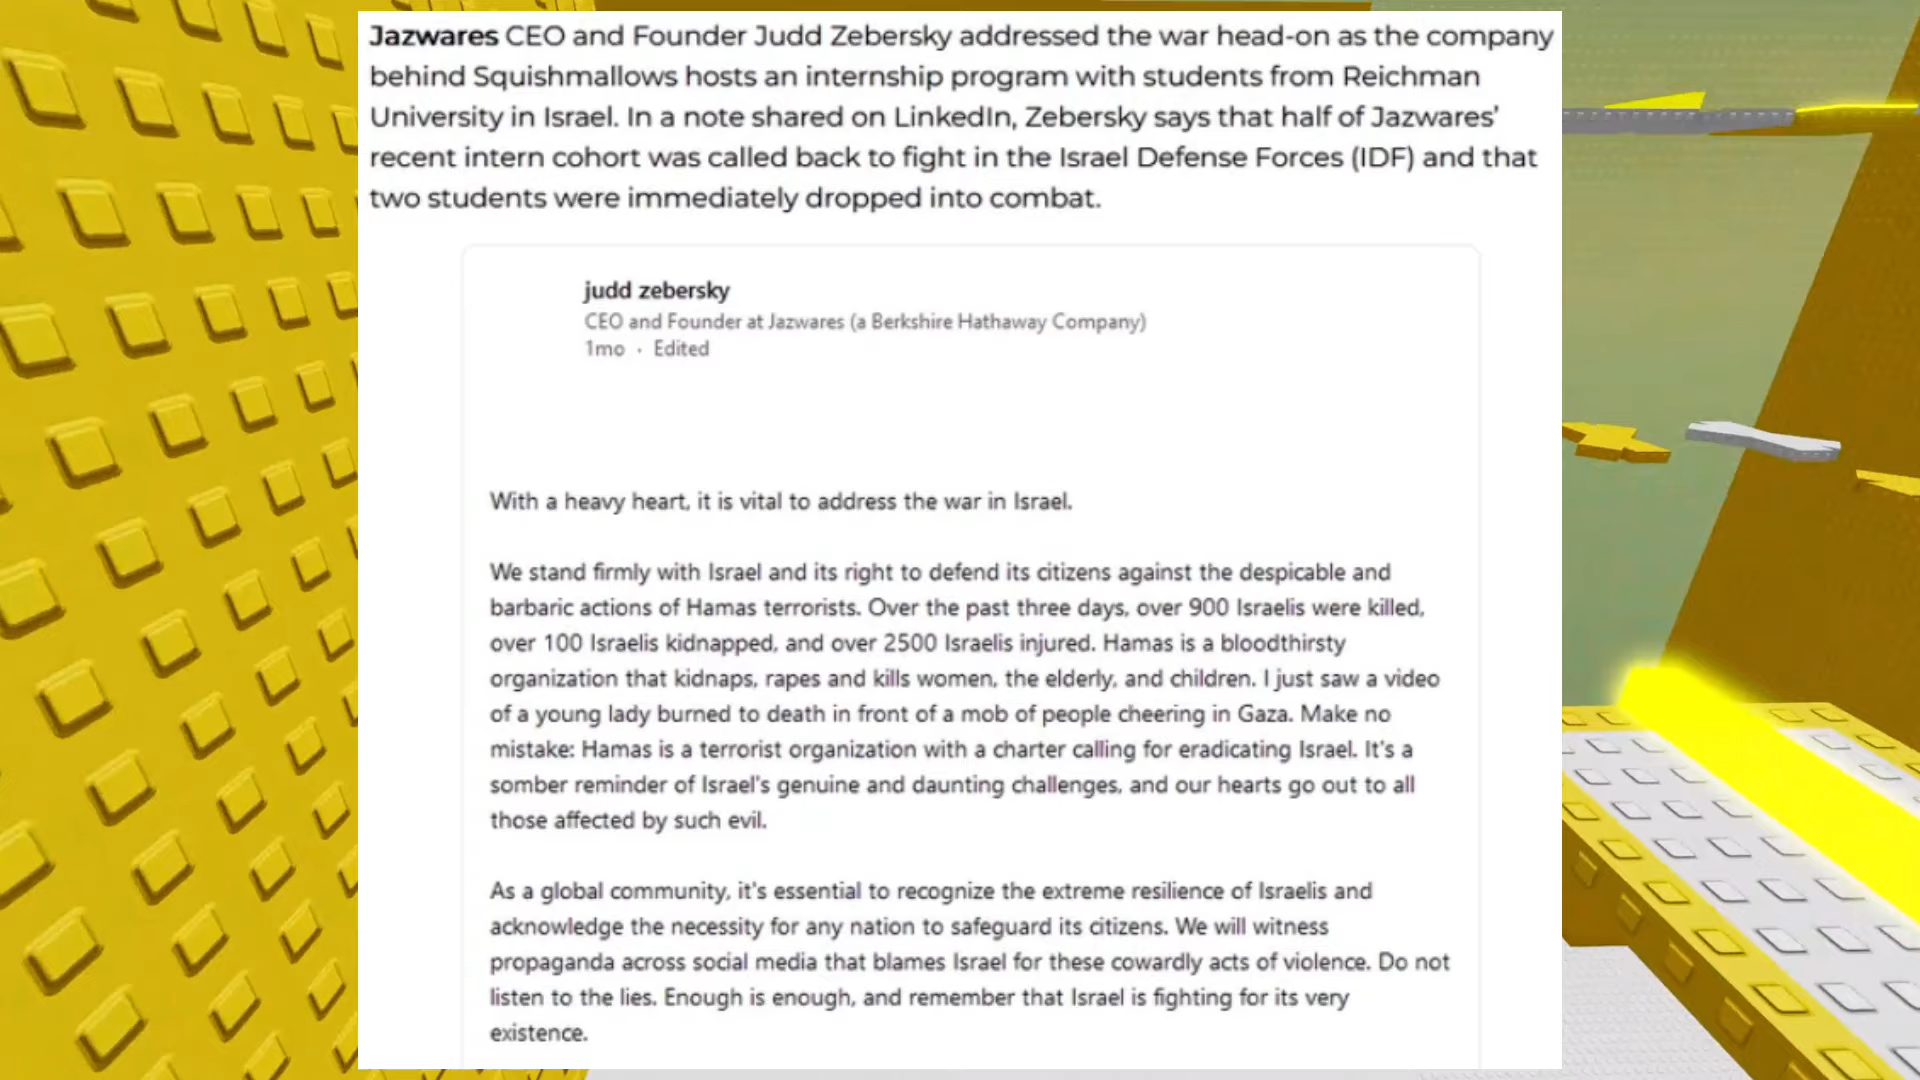 Jazwares CEO and Founder Judd Zebersky addressed the war head-on as the company
behind Squishmallows hosts an internship program with students from Reichman
University in Israel. In a note shared on LinkedIn, Zebersky says that half of Jazwares'
recent intern cohort was called back to fight in the Israel Defense Forces (IDF) and that
two students were immediately dropped into combat.
judd zebersky
CEO and Founder at Jazwares (a Berkshire Hathaway Company)
1mo · Edited
With a heavy heart, it is vital to address the war in Israel.
We stand firmly with Israel and its right to defend its citizens against the despicable and
barbaric actions of Hamas terrorists. Over the past three days, over 900 Israelis were killed,
over 100 Israelis kidnapped, and over 2500 Israelis injured. Hamas is a bloodthirsty
organization that kidnaps, rapes and kills women, the elderly, and children. I just saw a video
of a young lady burned to death in front of a mob of people cheering in Gaza. Make no
mistake: Hamas is a terrorist organization with a charter calling for eradicating Israel. It's a
somber reminder of Israel's genuine and daunting challenges, and our hearts go out to all
those affected by such evil.
As a global community, it's essential to recognize the extreme resilience of Israelis and
acknowledge the necessity for any nation to safeguard its citizens. We will witness
propaganda across social media that blames Israel for these cowardly acts of violence. Do not
listen to the lies. Enough is enough, and remember that Israel is fighting for its very
existence.